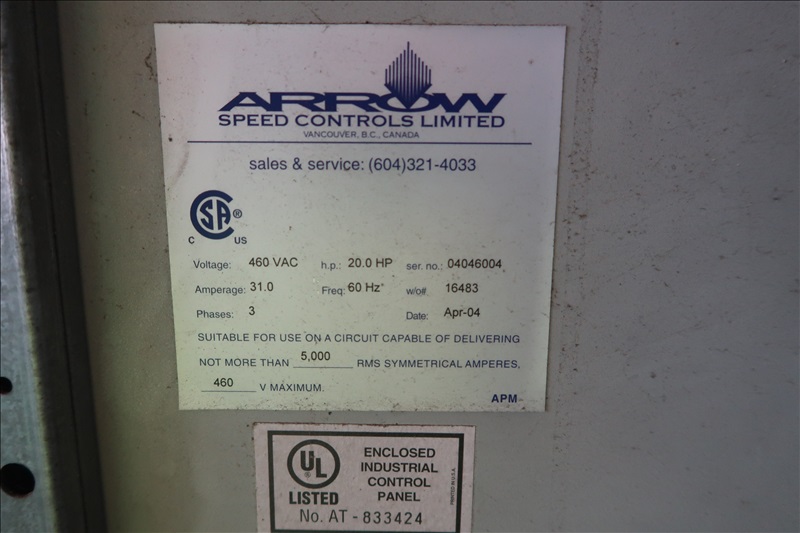 ARROW
SPEED CONTROLS LIMITED
VANCOUVER, B.C., CANADA
sales & service: (604)321-4033
CSA®
C US
Voltage: 460 VAC h.p.: 20.0 HP ser. no.: 04046004
Amperage: 31.0 Freq: 60 Hz w/o# 16483
Phases: 3 Date: Apr-04
SUITABLE FOR USE ON A CIRCUIT CAPABLE OF DELIVERING
NOT MORE THAN 5,000 RMS SYMMETRICAL AMPERES,
460 V MAXIMUM.
APM
UL®
LISTED
ENCLOSED
INDUSTRIAL
CONTROL
PANEL
No. AT - 833424
PRINTED IN U.S.A.